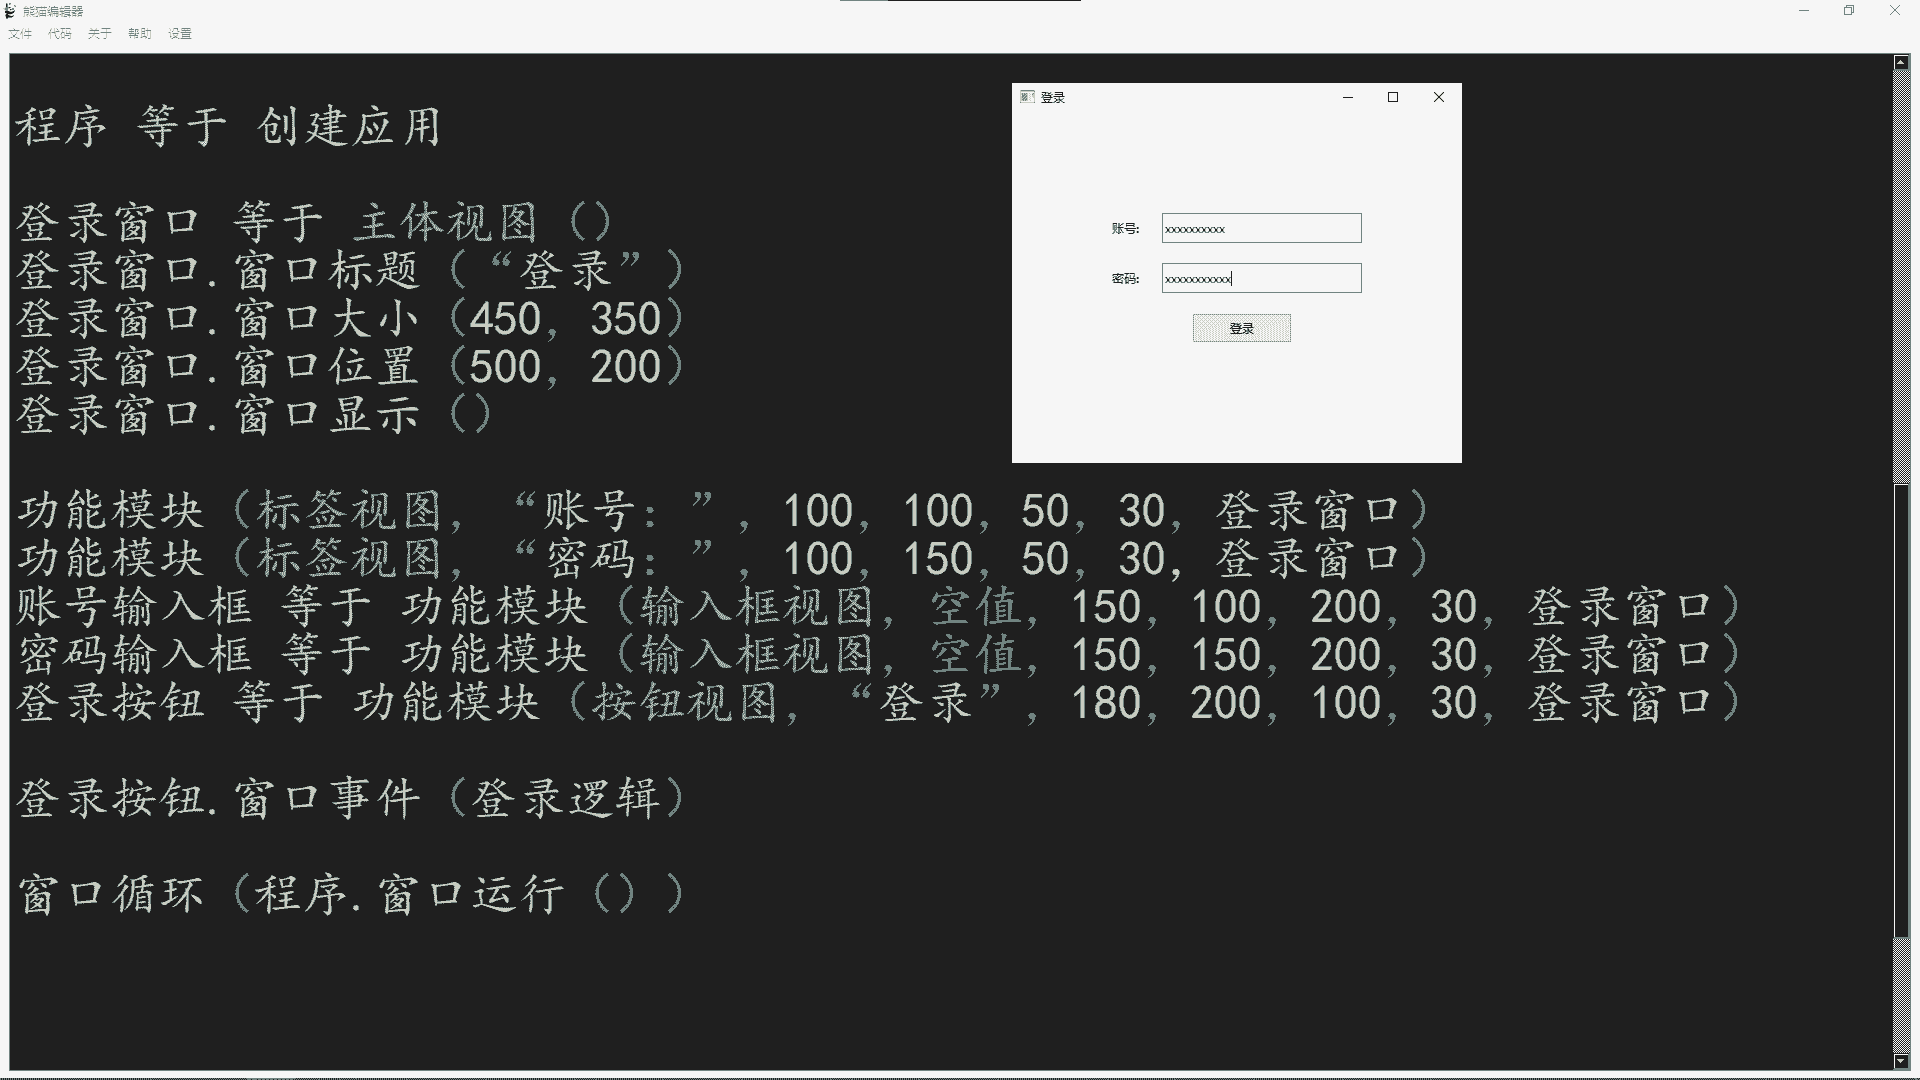 熊猫编辑器
文件 代码 关于 帮助 设置
程序 等于 创建应用
登录窗口 等于 主体视图（）
登录窗口.窗口标题（“登录”）
登录窗口.窗口大小（450，350）
登录窗口.窗口位置（500，200）
登录窗口.窗口显示（）
功能模块（标签视图，“账号：”，100，100，50，30，登录窗口）
功能模块（标签视图，“密码：”，100，150，50，30，登录窗口）
账号输入框 等于 功能模块（输入框视图，空值，150，100，200，30，登录窗口）
密码输入框 等于 功能模块（输入框视图，空值，150，150，200，30，登录窗口）
登录按钮 等于 功能模块（按钮视图，“登录”，180，200，100，30，登录窗口）
登录按钮.窗口事件（登录逻辑）
窗口循环（程序.窗口运行（））
登录
账号: xxxxxxxxxx
密码: xxxxxxxxxxx
登录